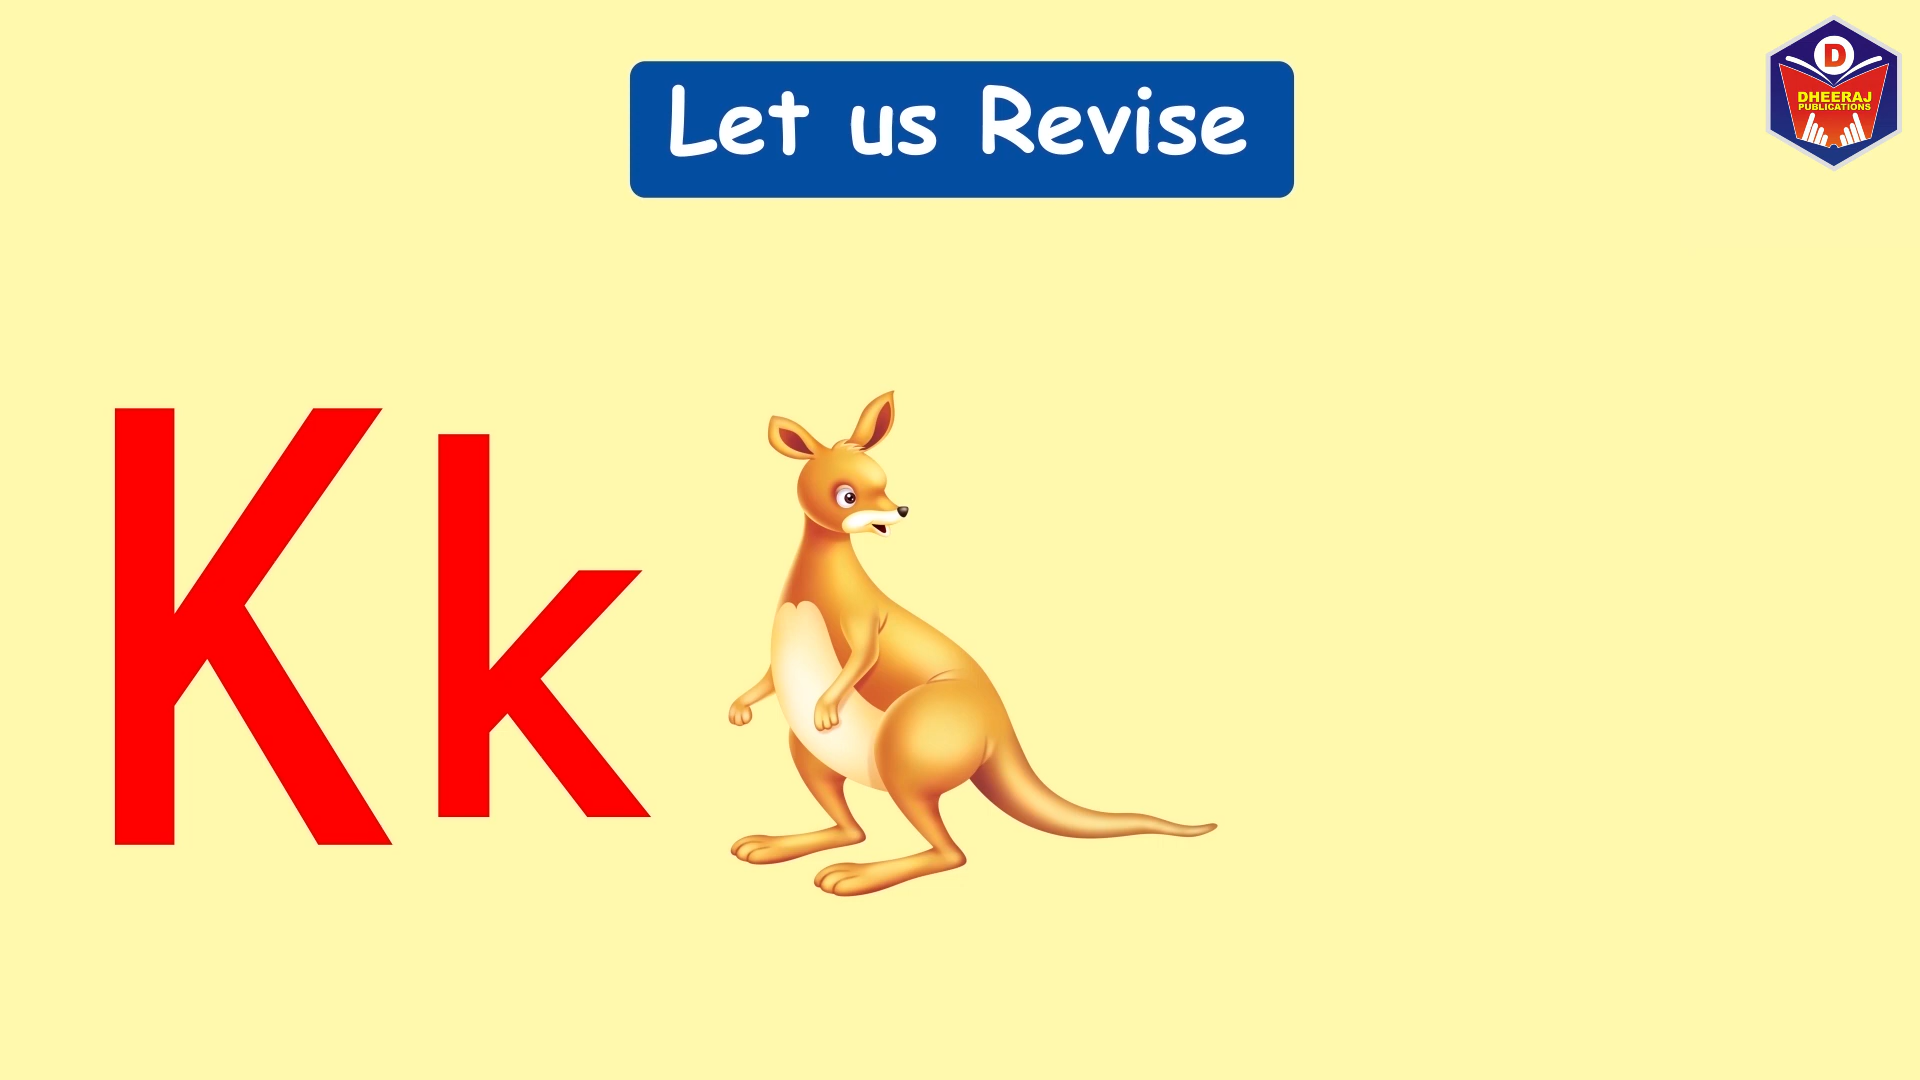 Let us Revise
D
DHEERAJ
PUBLICATIONS
K k